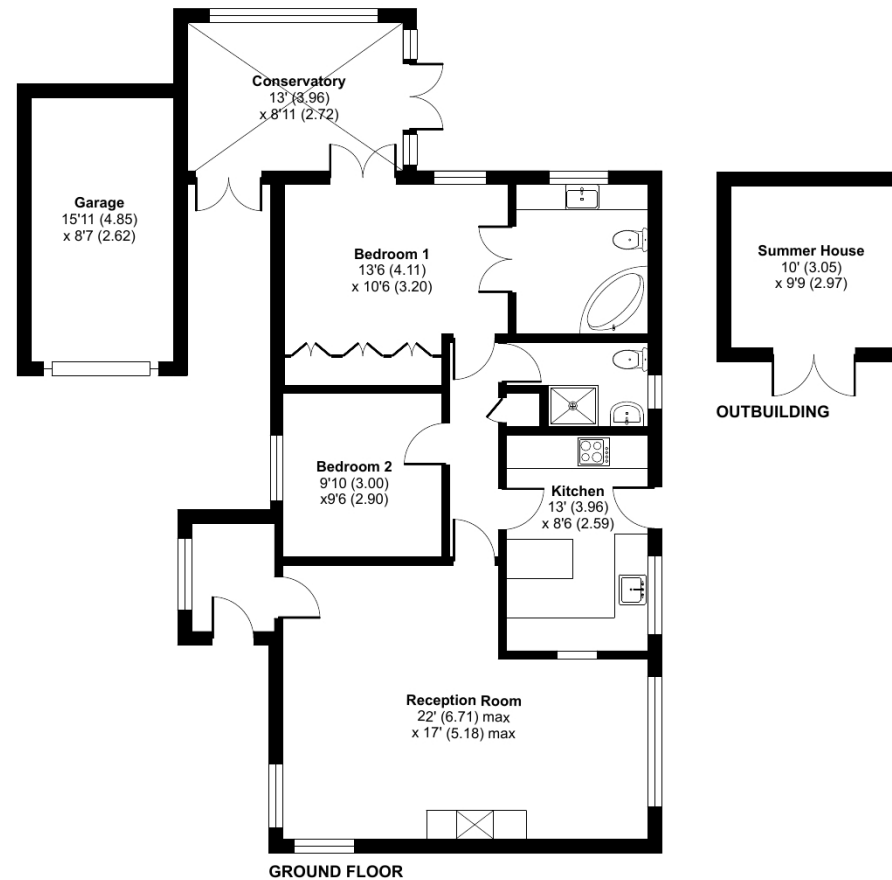 Conservatory
13' (3.96)
x 8'11 (2.72)
Garage
15'11 (4.85)
x 8'7 (2.62)
Bedroom 1
13'6 (4.11)
x 10'6 (3.20)
Summer House
10' (3.05)
x 9'9 (2.97)
OUTBUILDING
Bedroom 2
9'10 (3.00)
x9'6 (2.90)
Kitchen
13' (3.96)
x 8'6 (2.59)
Reception Room
22' (6.71) max
x 17' (5.18) max
GROUND FLOOR